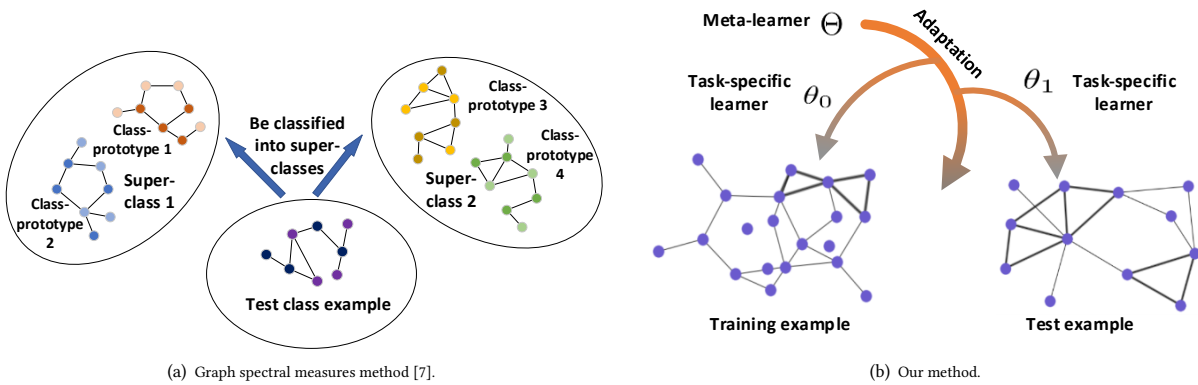 Class-
prototype 1
Super-
class 1
Class-
prototype
2
Be classified
into super-
classes
Class-
prototype 3
Class-
prototype
4
Super-
class 2
Test class example
(a) Graph spectral measures method [7].
Meta-learner Θ
Adaptation
Task-specific
learner
θ0
θ1
Task-specific
learner
Training example
Test example
(b) Our method.